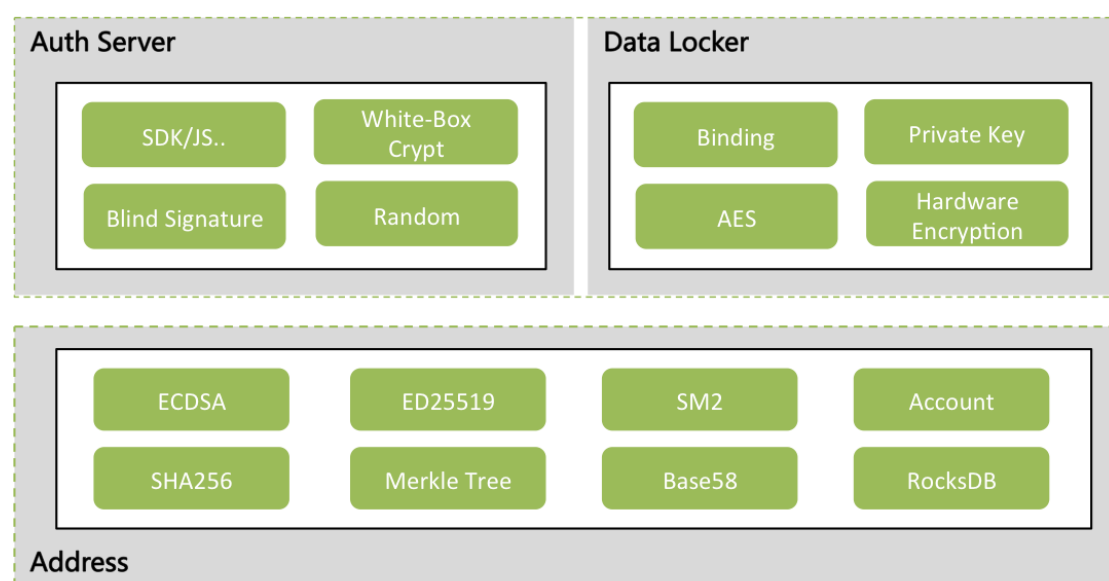 Auth Server
SDK/JS..
White-Box
Crypt
Blind Signature
Random
Data Locker
Binding
Private Key
AES
Hardware
Encryption
ECDSA
ED25519
SM2
Account
SHA256
Merkle Tree
Base58
RocksDB
Address